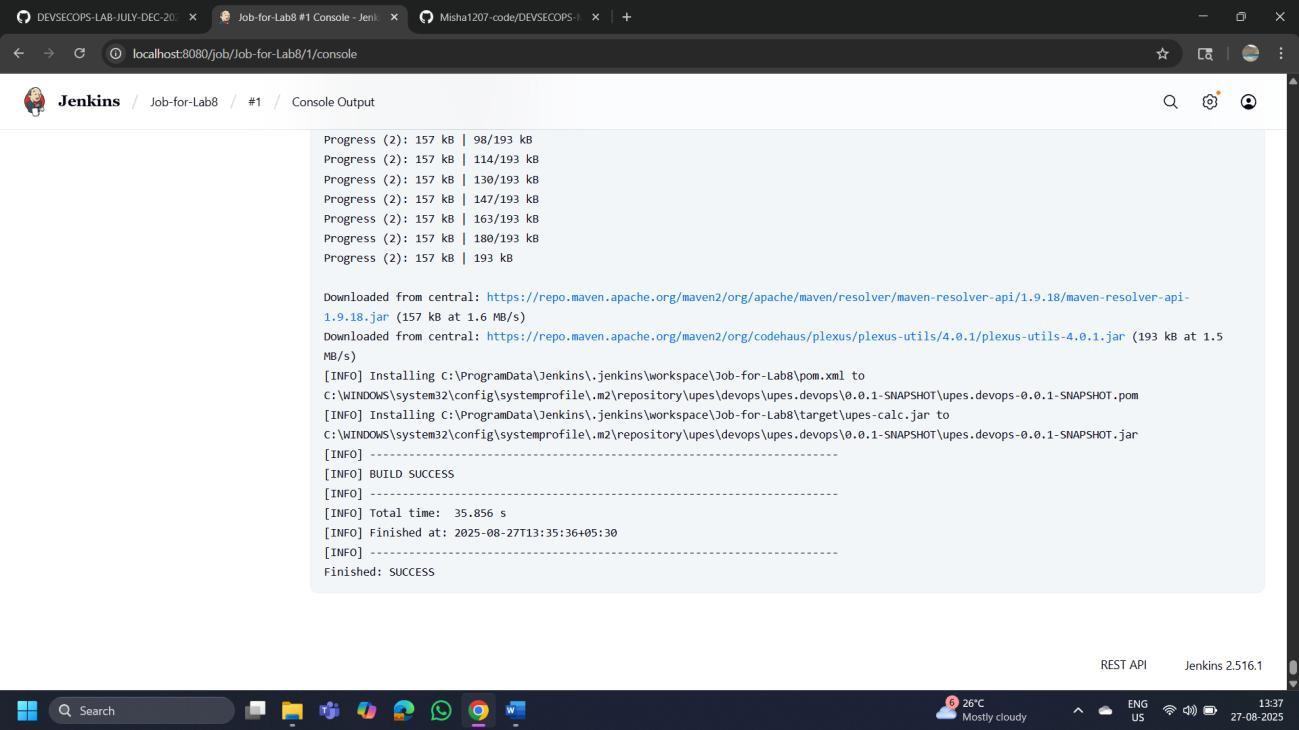 DEVSECOPS-LAB-JULY-DEC-202
Job-for-Lab8 #1 Console - Jenk
Misha1207-code/DEVSECOPS-M
localhost:8080/job/Job-for-Lab8/1/console
Jenkins / Job-for-Lab8 / #1 / Console Output
Progress (2): 157 kB | 98/193 kB
Progress (2): 157 kB | 114/193 kB
Progress (2): 157 kB | 130/193 kB
Progress (2): 157 kB | 147/193 kB
Progress (2): 157 kB | 163/193 kB
Progress (2): 157 kB | 180/193 kB
Progress (2): 157 kB | 193 kB
Downloaded from central: https://repo.maven.apache.org/maven2/org/apache/maven/resolver/maven-resolver-api/1.9.18/maven-resolver-api-
1.9.18.jar (157 kB at 1.6 MB/s)
Downloaded from central: https://repo.maven.apache.org/maven2/org/codehaus/plexus/plexus-utils/4.0.1/plexus-utils-4.0.1.jar (193 kB at 1.5
MB/s)
[INFO] Installing C:\ProgramData\Jenkins\.jenkins\workspace\Job-for-Lab8\pom.xml to
C:\WINDOWS\system32\config\systemprofile\.m2\repository\upes\devops\upes.devops\0.0.1-SNAPSHOT\upes.devops-0.0.1-SNAPSHOT.pom
[INFO] Installing C:\ProgramData\Jenkins\.jenkins\workspace\Job-for-Lab8\target\upes-calc.jar to
C:\WINDOWS\system32\config\systemprofile\.m2\repository\upes\devops\upes.devops\0.0.1-SNAPSHOT\upes.devops-0.0.1-SNAPSHOT.jar
[INFO] ------------------------------------------------------------------------
[INFO] BUILD SUCCESS
[INFO] ------------------------------------------------------------------------
[INFO] Total time:  35.856 s
[INFO] Finished at: 2025-08-27T13:35:36+05:30
[INFO] ------------------------------------------------------------------------
Finished: SUCCESS
REST API
Jenkins 2.516.1
Search
6
26°C
Mostly cloudy
ENG
US
13:37
27-08-2025